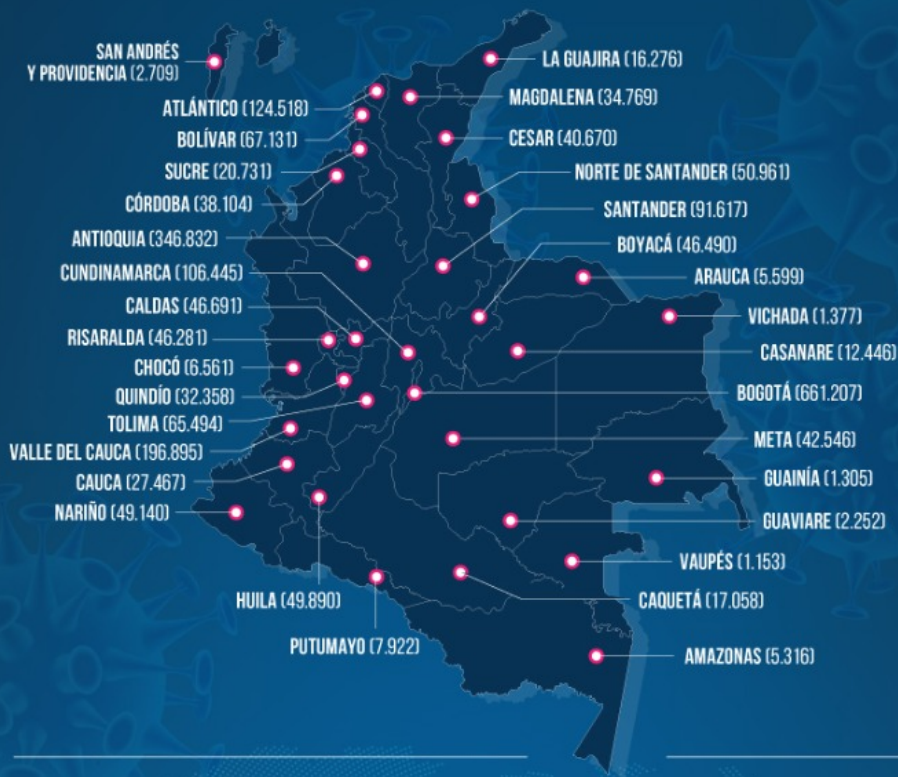 SAN ANDRÉS
Y PROVIDENCIA (2.709)
ATLÁNTICO (124.518)
BOLÍVAR (67.131)
SUCRE (20.731)
CÓRDOBA (38.104)
ANTIOQUIA (346.832)
CUNDINAMARCA (106.445)
CALDAS (46.691)
RISARALDA (46.281)
CHOCÓ (6.561)
QUINDÍO (32.358)
TOLIMA (65.494)
VALLE DEL CAUCA (196.895)
CAUCA (27.467)
NARIÑO (49.140)
HUILA (49.890)
PUTUMAYO (7.922)
LA GUAJIRA (16.276)
MAGDALENA (34.769)
CESAR (40.670)
NORTE DE SANTANDER (50.961)
SANTANDER (91.617)
BOYACÁ (46.490)
ARAUCA (5.599)
VICHADA (1.377)
CASANARE (12.446)
BOGOTÁ (661.207)
META (42.546)
GUAINÍA (1.305)
GUAVIARE (2.252)
VAUPÉS (1.153)
CAQUETÁ (17.058)
AMAZONAS (5.316)